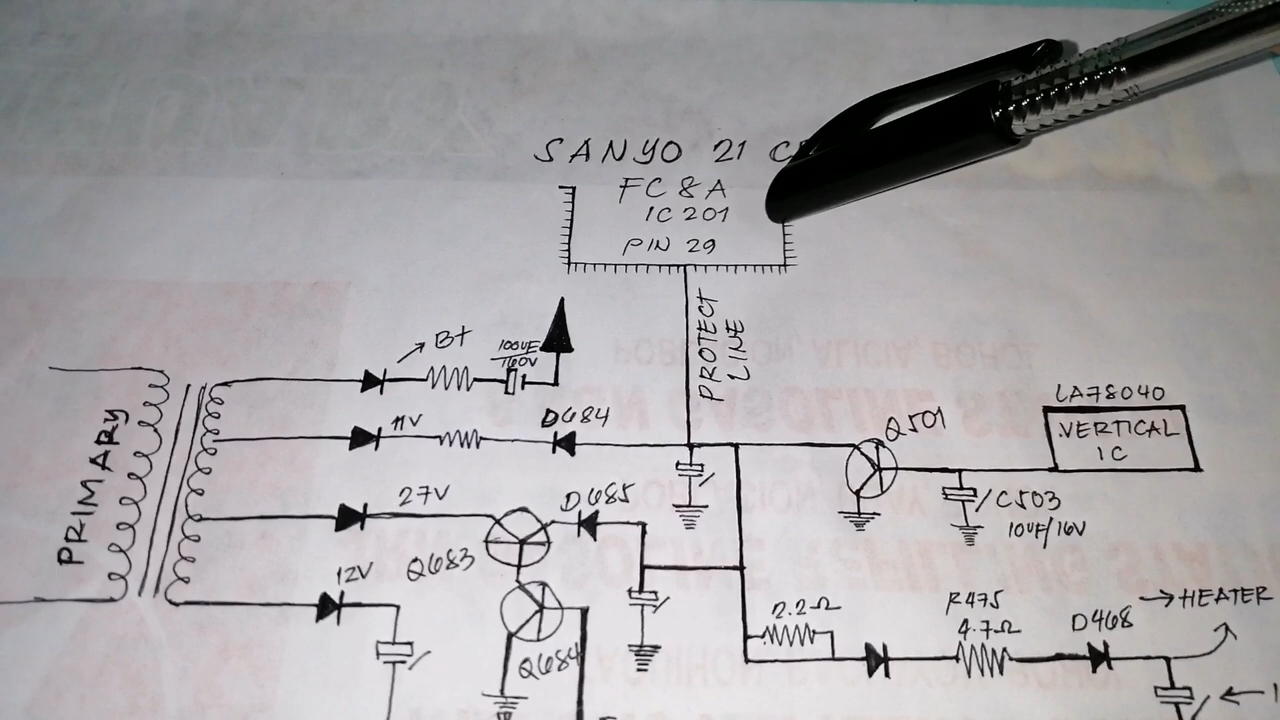 SANYO 21
FC8A
IC 201
PIN 29
PROTECT
LINE
B+
100UF
160V
PRIMARY
11V
D684
27V
D685
Q683
12V
Q684
Q501
LA78040
VERTICAL
IC
C503
10UF/16V
2.2Ω
R475
4.7Ω
D468
HEATER